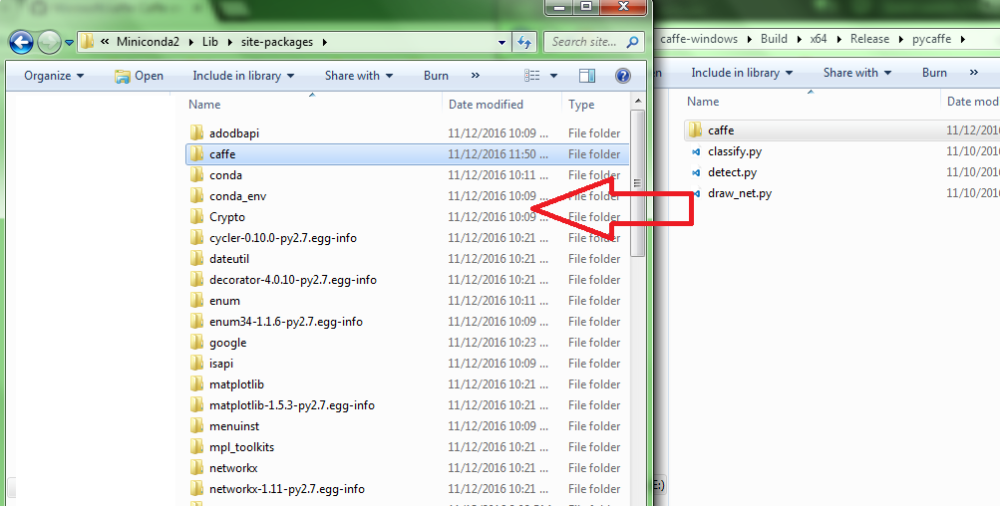 « Miniconda2 Lib site-packages
Search site...
Organize Open Include in library Share with Burn »
Name Date modified Type
adodbapi 11/12/2016 10:09 ... File folder
caffe 11/12/2016 11:50 ... File folder
conda 11/12/2016 10:11 ... File folder
conda_env 11/12/2016 10:09 ... File folder
Crypto 11/12/2016 10:09 ... File folder
cycler-0.10.0-py2.7.egg-info 11/12/2016 10:21 ... File folder
dateutil 11/12/2016 10:21 ... File folder
decorator-4.0.10-py2.7.egg-info 11/12/2016 10:21 ... File folder
enum 11/12/2016 10:11 ... File folder
enum34-1.1.6-py2.7.egg-info 11/12/2016 10:09 ... File folder
google 11/12/2016 10:23 ... File folder
isapi 11/12/2016 10:09 ... File folder
matplotlib 11/12/2016 10:21 ... File folder
matplotlib-1.5.3-py2.7.egg-info 11/12/2016 10:21 ... File folder
menuinst 11/12/2016 10:09 ... File folder
mpl_toolkits 11/12/2016 10:21 ... File folder
networkx 11/12/2016 10:21 ... File folder
networkx-1.11-py2.7.egg-info 11/12/2016 10:21 ... File folder
caffe-windows Build x64 Release pycaffe
Include in library Share with Burn »
Name Date mod
caffe 11/12/2016
classify.py 11/10/2016
detect.py 11/10/2016
draw_net.py 11/10/2016
E:)